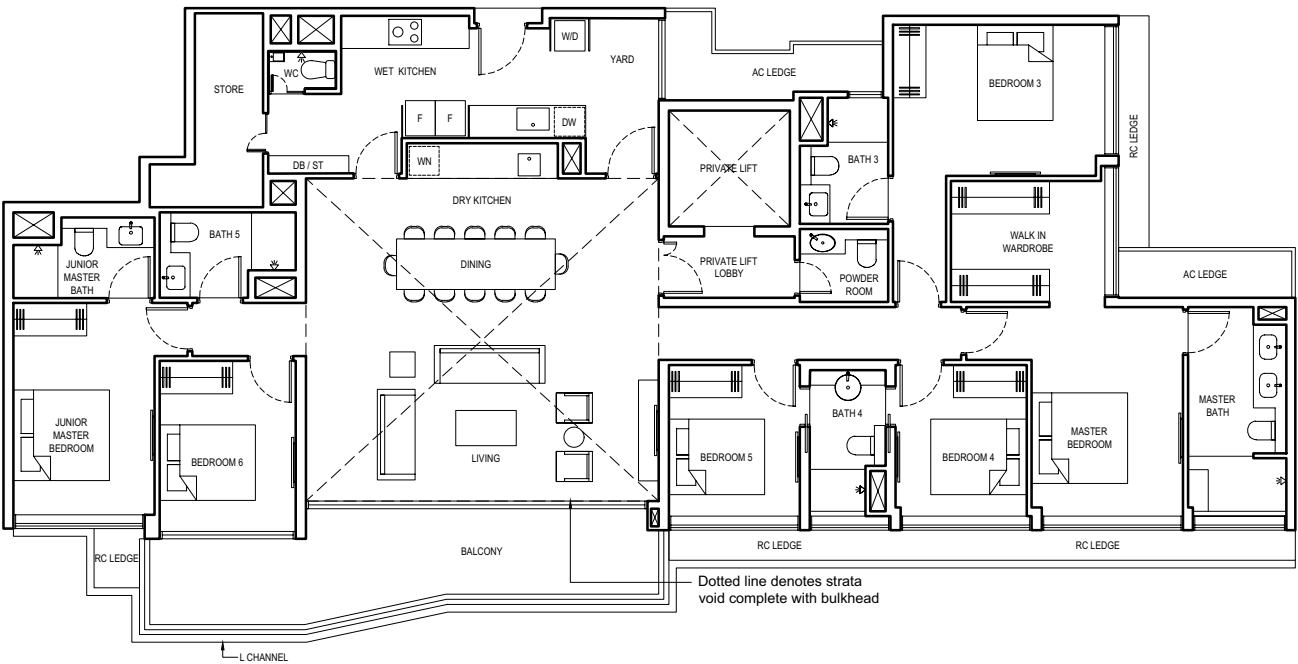 W/D
WET KITCHEN
YARD
WC
STORE
AC LEDGE
BEDROOM 3
F
F
DW
RC LEDGE
DB / ST
WN
PRIVATE LIFT
BATH 3
DRY KITCHEN
BATH 5
WALK IN
WARDROBE
JUNIOR
MASTER
BATH
DINING
PRIVATE LIFT
LOBBY
POWDER
ROOM
AC LEDGE
JUNIOR
MASTER
BEDROOM
BEDROOM 6
LIVING
BEDROOM 5
BATH 4
BEDROOM 4
MASTER
BEDROOM
MASTER
BATH
RC LEDGE
BALCONY
RC LEDGE
RC LEDGE
Dotted line denotes strata
void complete with bulkhead
L CHANNEL